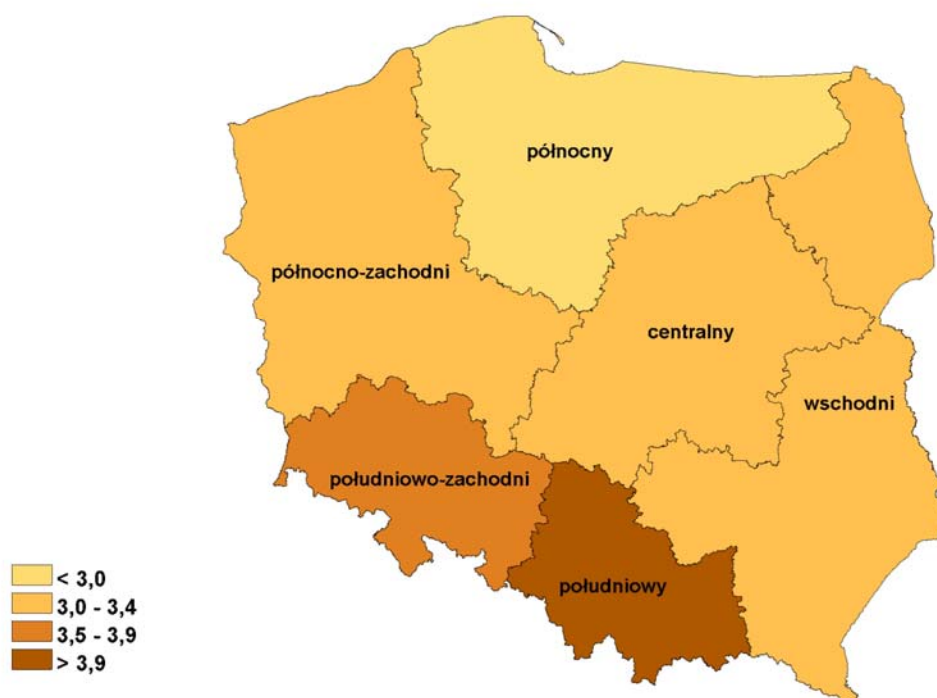 północny
północno-zachodni
centralny
wschodni
południowo-zachodni
południowy
< 3,0
3,0 - 3,4
3,5 - 3,9
> 3,9